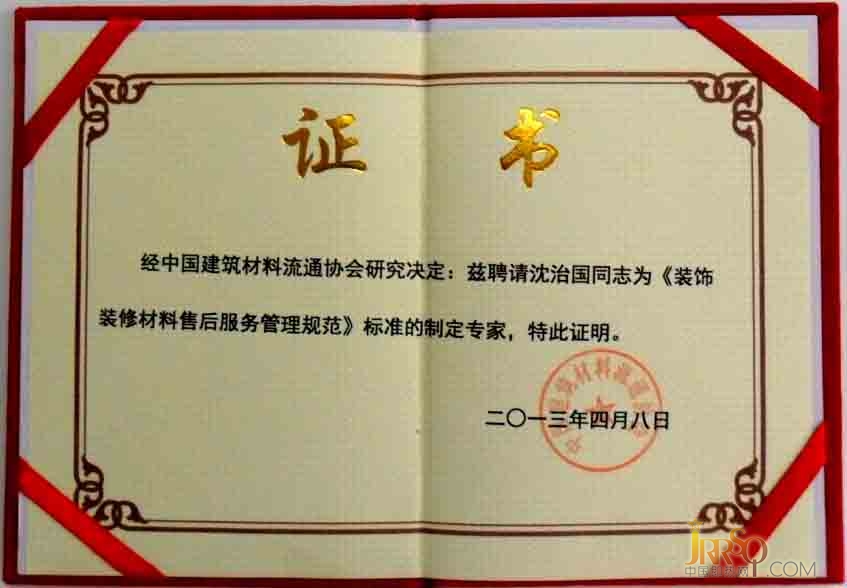 证 书
经中国建筑材料流通协会研究决定：兹聘请沈治国同志为《装饰
装修材料售后服务管理规范》标准的制定专家，特此证明。
二〇一三年四月八日